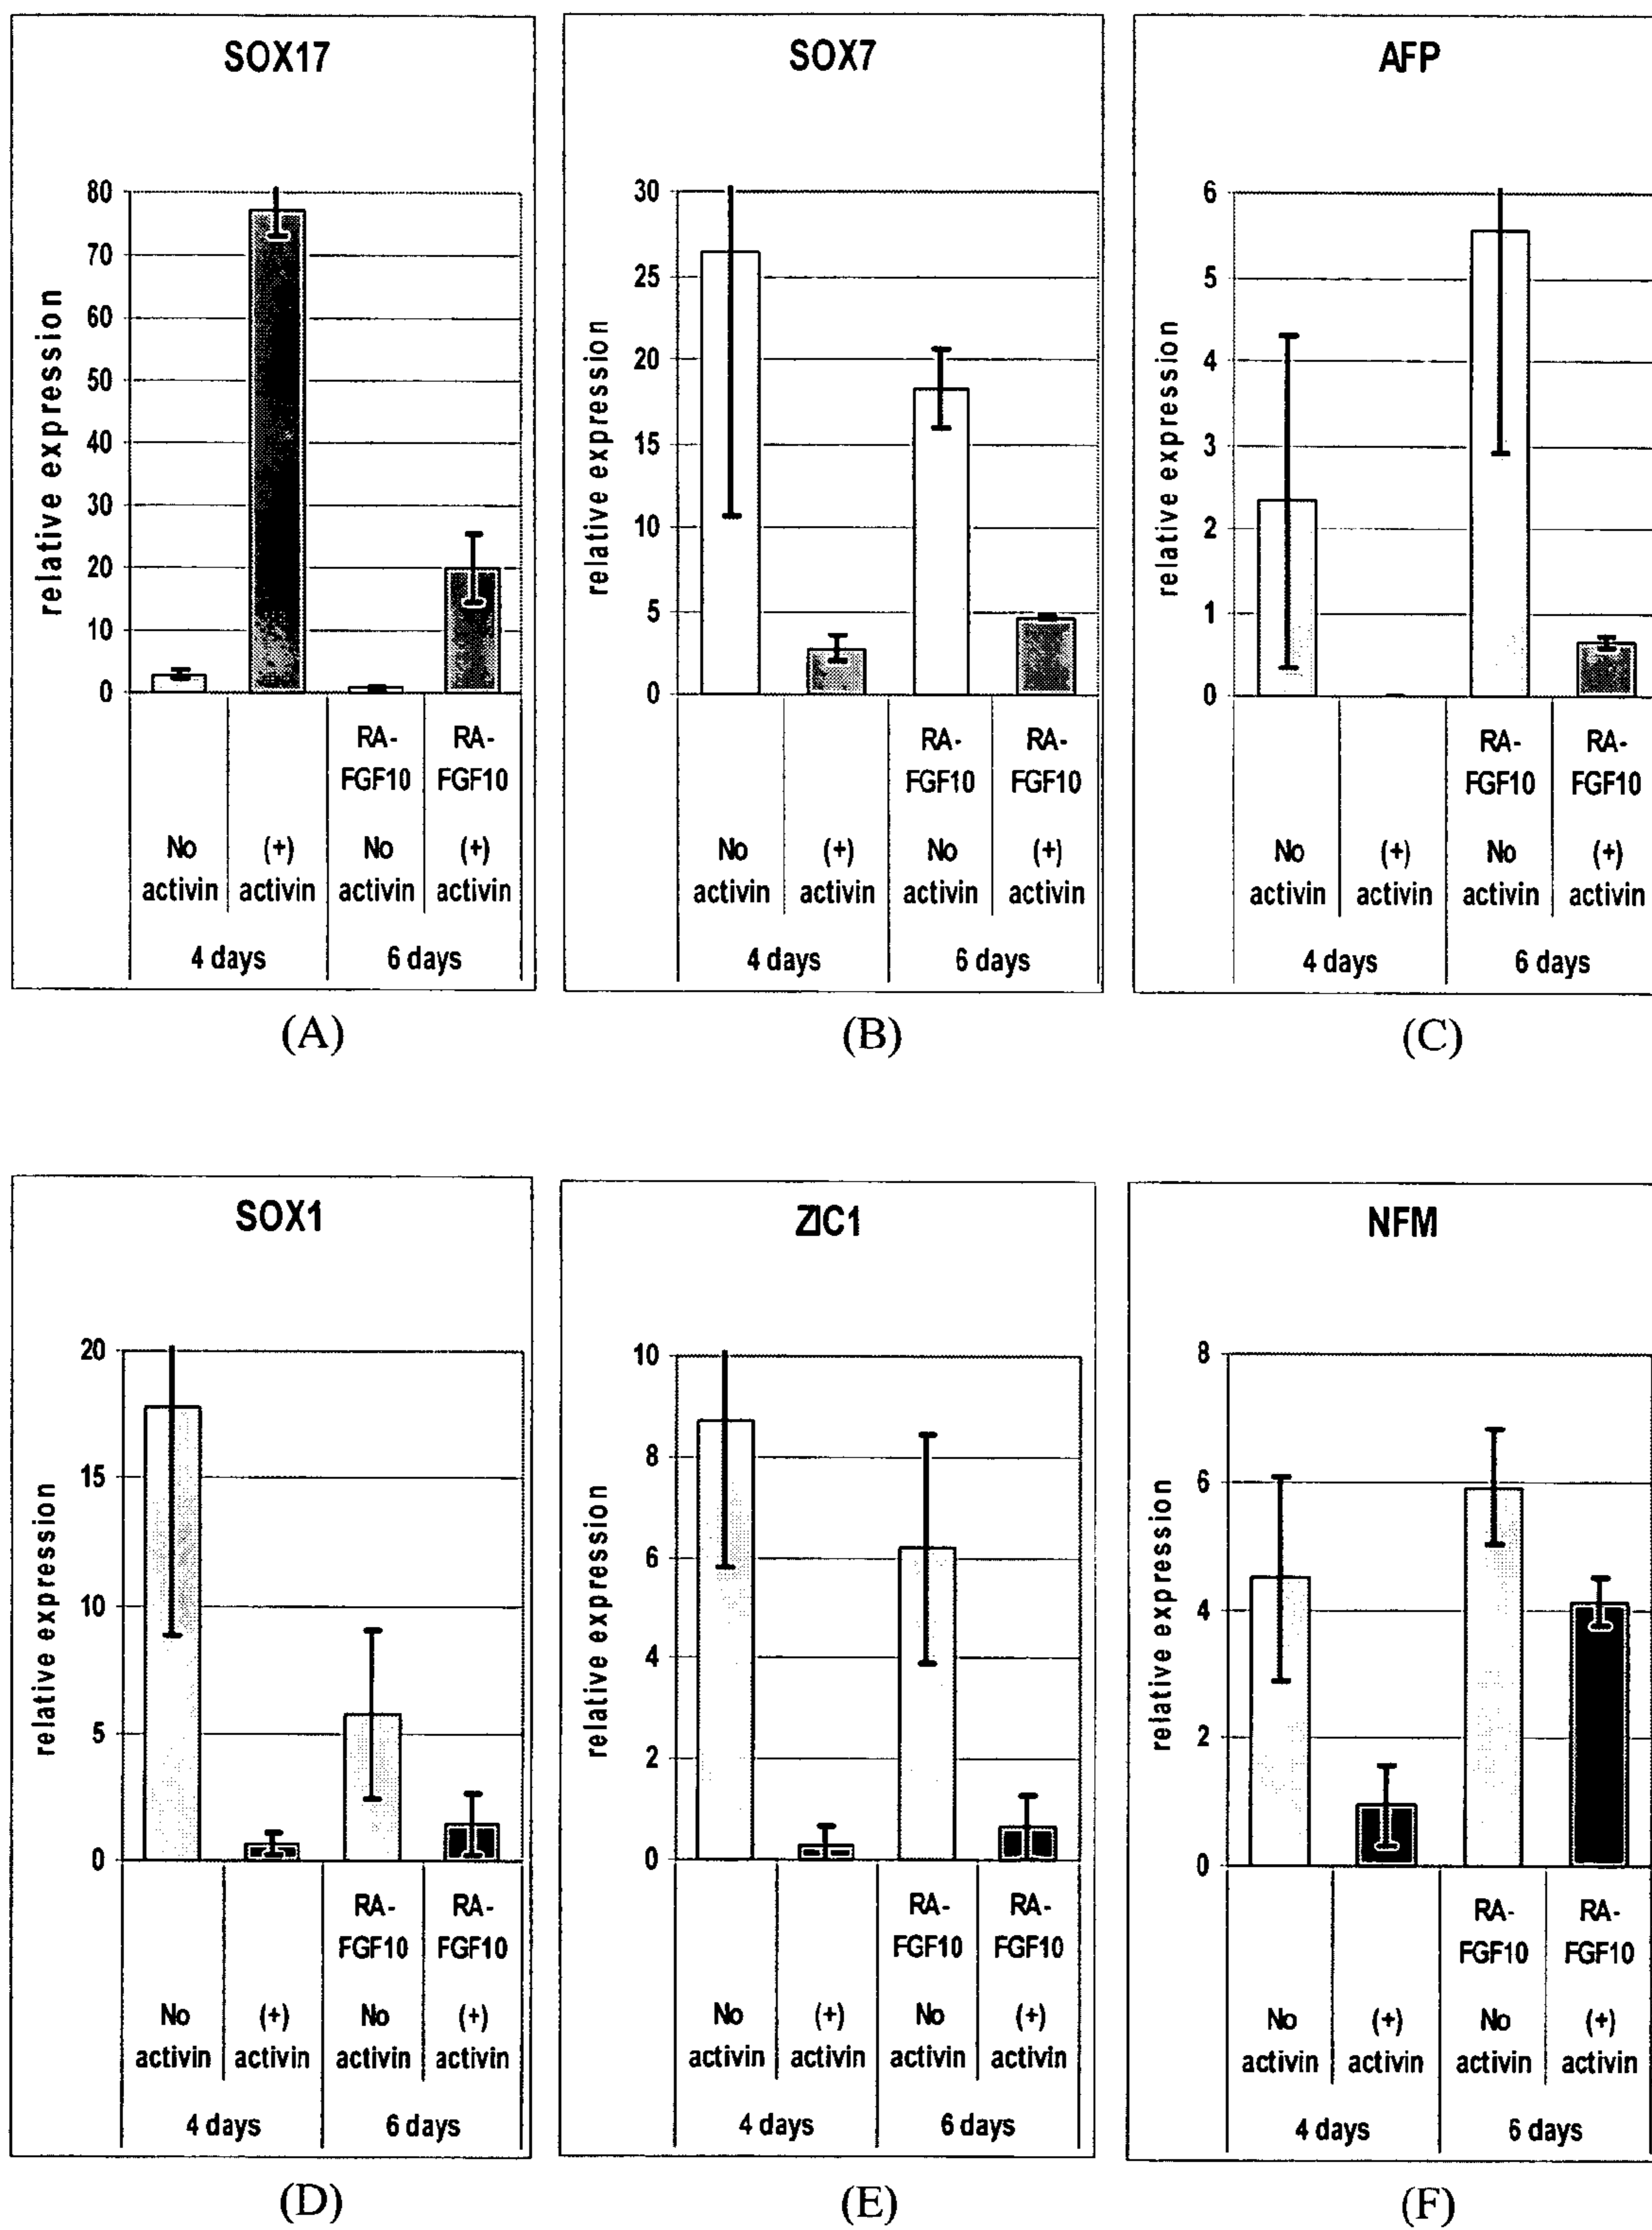 SOX17
relative expression
80
70
60
50
40
30
20
10
0
RA- RA-
FGF10 FGF10
No (+) No (+)
activin activin activin activin
4 days 6 days
(A)
SOX7
relative expression
30
25
20
15
10
5
0
RA- RA-
FGF10 FGF10
No (+) No (+)
activin activin activin activin
4 days 6 days
(B)
AFP
relative expression
6
5
4
3
2
1
0
RA- RA-
FGF10 FGF10
No (+) No (+)
activin activin activin activin
4 days 6 days
(C)
SOX1
relative expression
20
15
10
5
0
RA- RA-
FGF10 FGF10
No (+) No (+)
activin activin activin activin
4 days 6 days
(D)
ZIC1
relative expression
10
8
6
4
2
0
RA- RA-
FGF10 FGF10
No (+) No (+)
activin activin activin activin
4 days 6 days
(E)
NFM
relative expression
8
6
4
2
0
RA- RA-
FGF10 FGF10
No (+) No (+)
activin activin activin activin
4 days 6 days
(F)